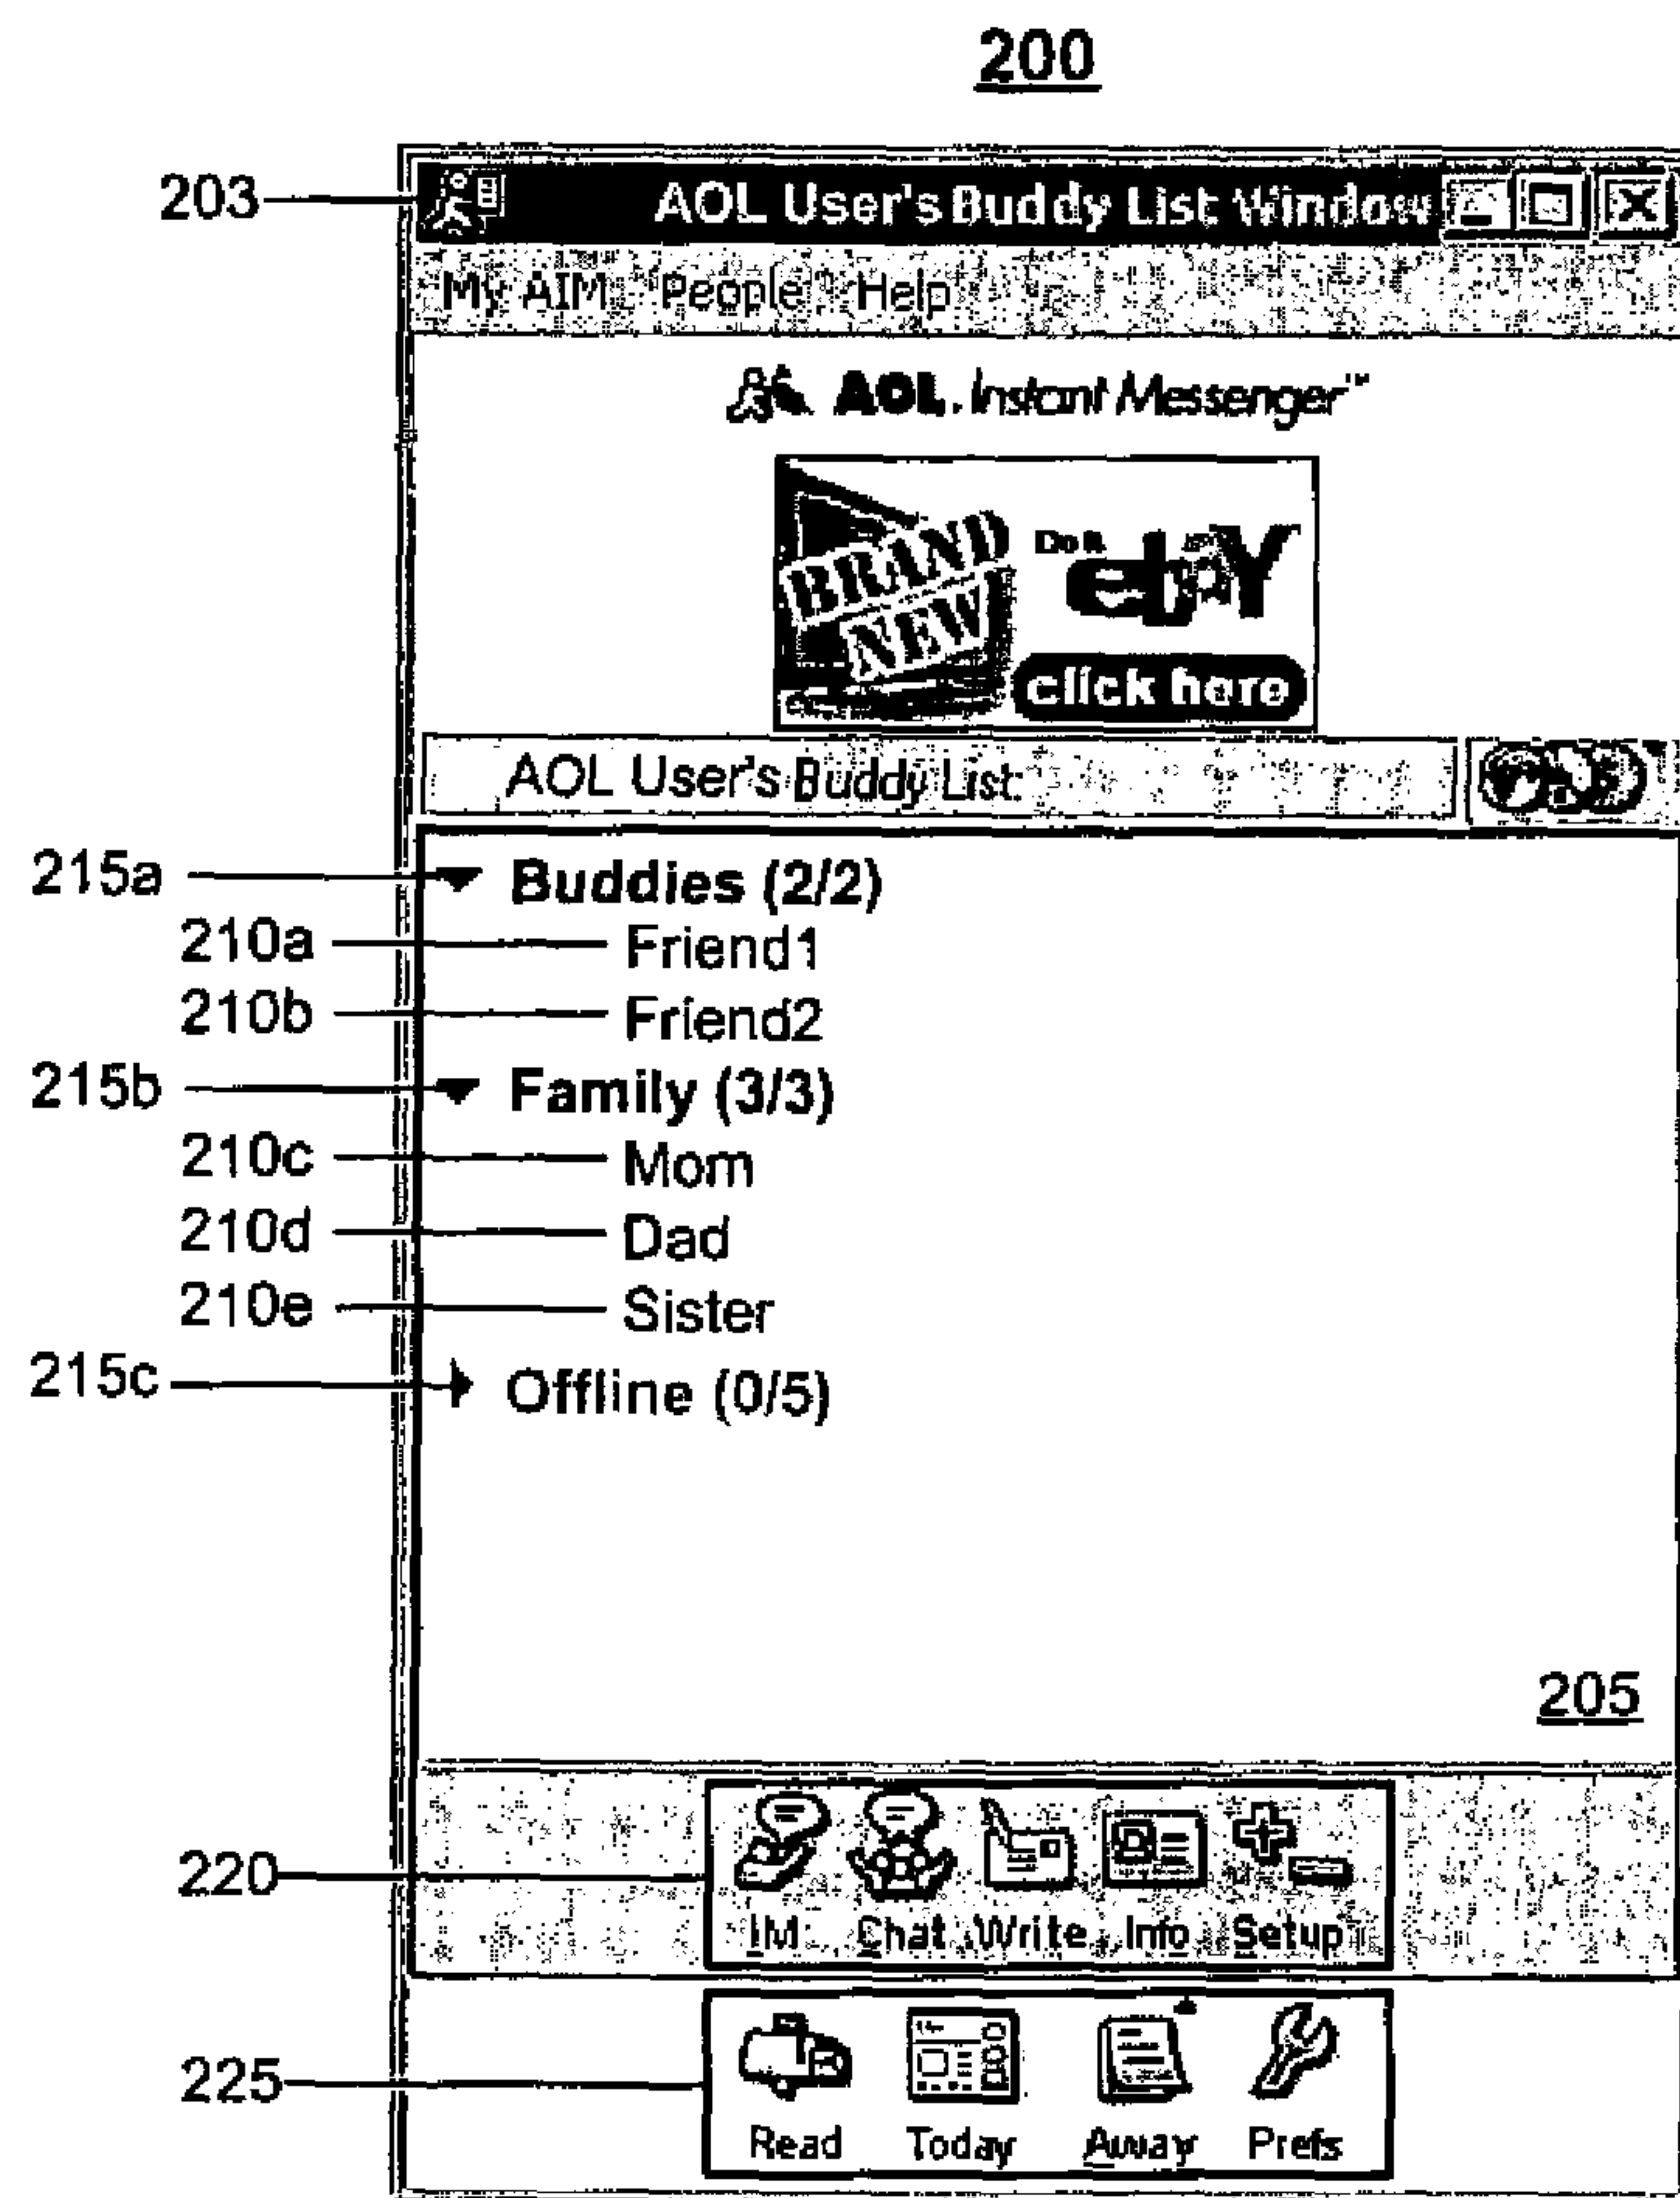 200
203 AOL User's Buddy List Window
My AIM People Help
AOL Instant Messenger™
BRAND NEW
Do it
ebaY
click here
AOL User's Buddy List:
215a Buddies (2/2)
210a Friend1
210b Friend2
215b Family (3/3)
210c Mom
210d Dad
210e Sister
215c Offline (0/5)
205
220 IM Chat Write Info Setup
225 Read Today Away Prefs